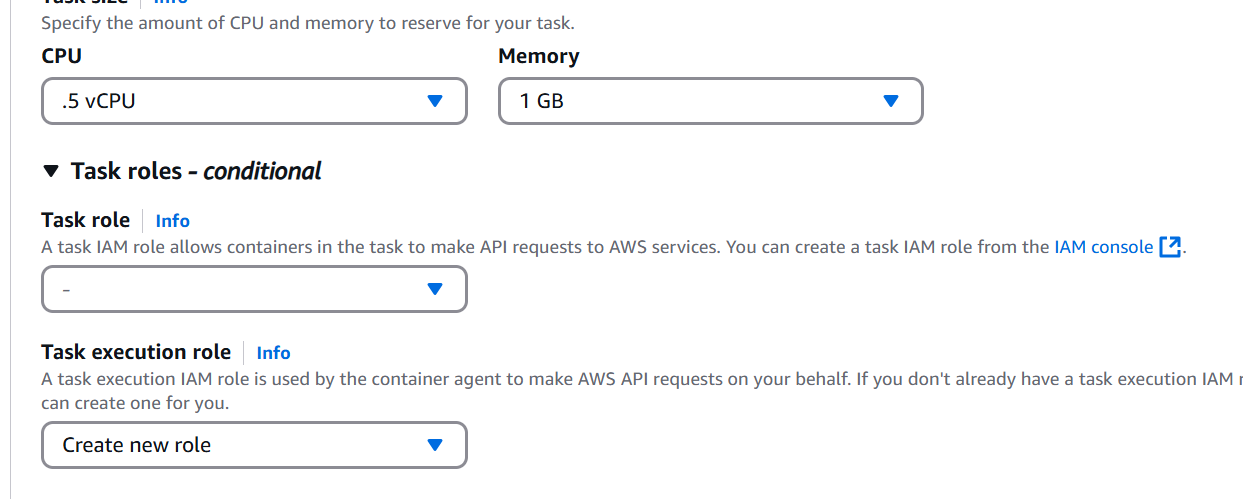 Task size Info
Specify the amount of CPU and memory to reserve for your task.
CPU Memory
.5 vCPU 1 GB
Task roles - conditional
Task role Info
A task IAM role allows containers in the task to make API requests to AWS services. You can create a task IAM role from the IAM console.
-
Task execution role Info
A task execution IAM role is used by the container agent to make AWS API requests on your behalf. If you don't already have a task execution IAM
can create one for you.
Create new role